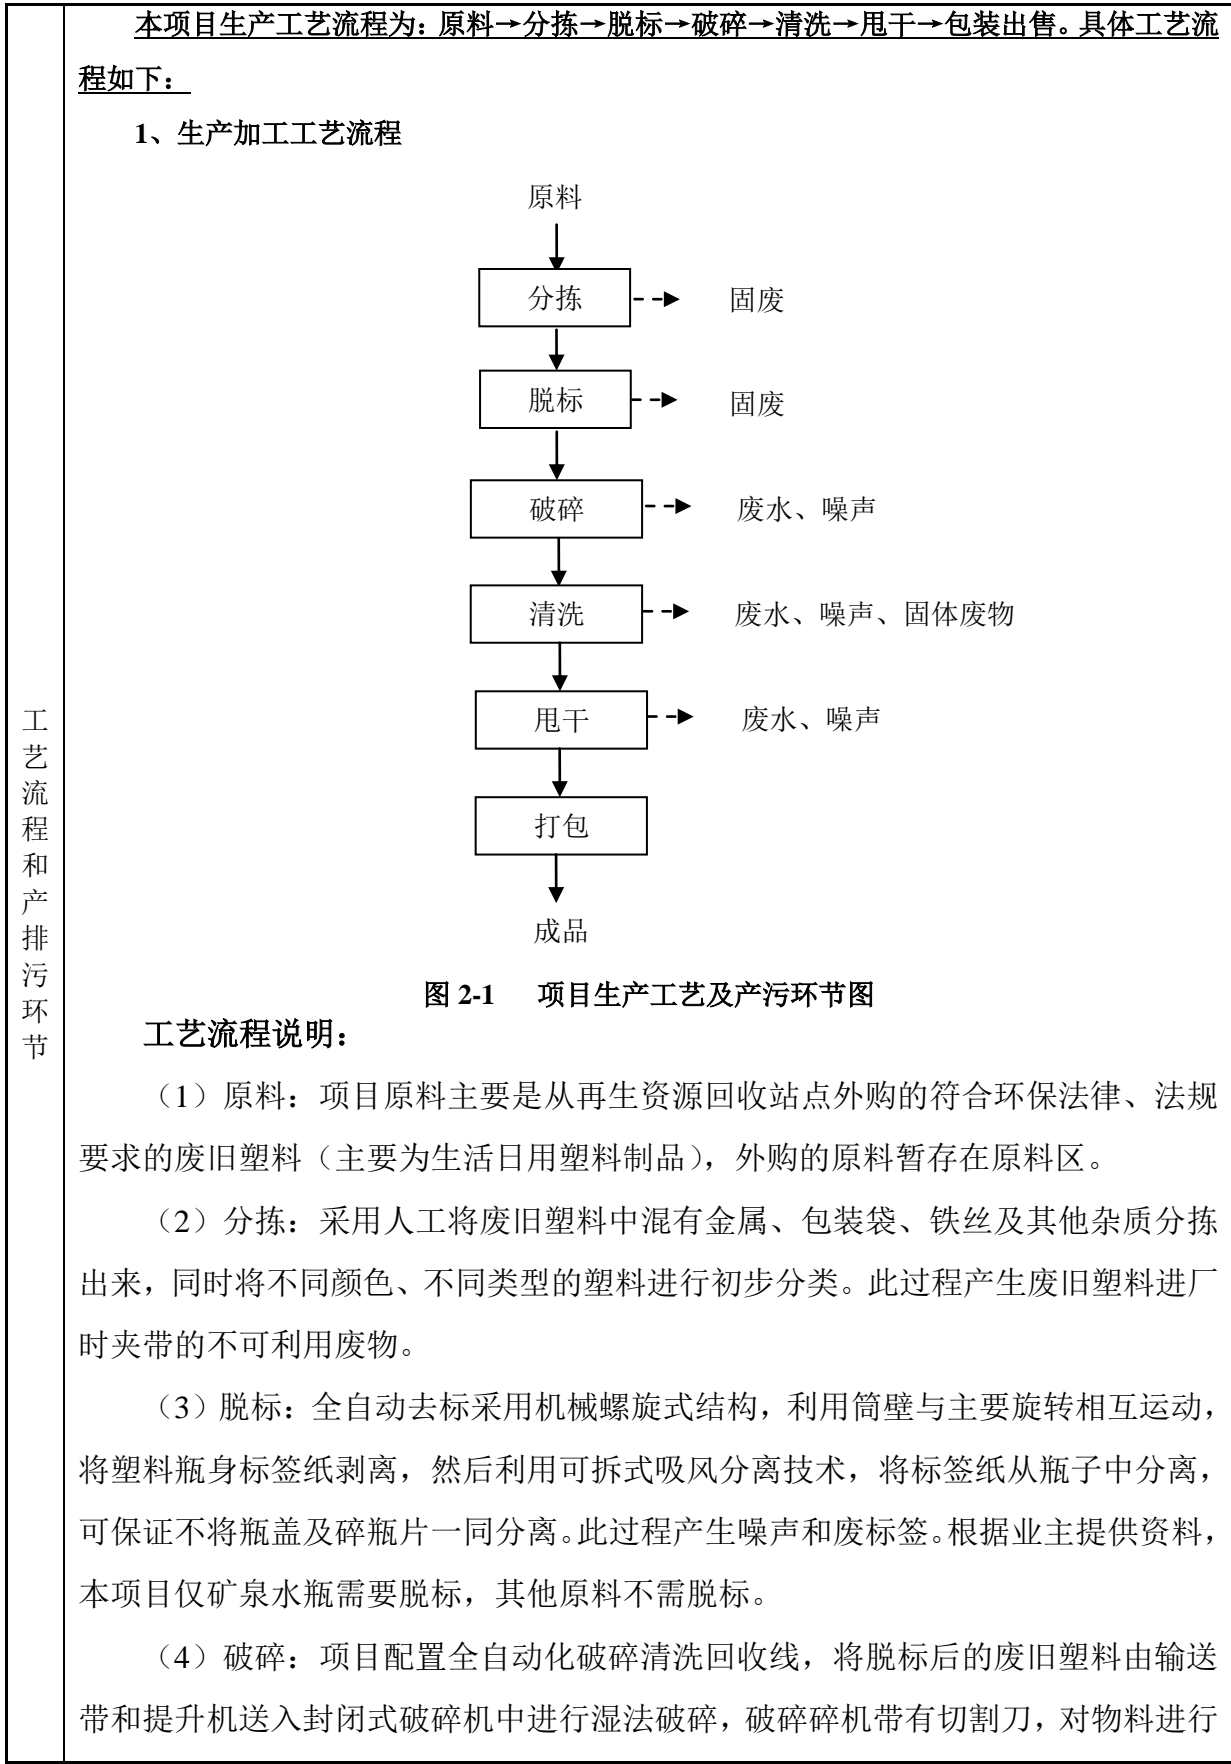 本项目生产工艺流程为：原料→分拣→脱标→破碎→清洗→甩干→包装出售。具体工艺流
程如下：
1、生产加工工艺流程
原料
分拣
固废
脱标
固废
破碎
废水、噪声
清洗
废水、噪声、固体废物
甩干
废水、噪声
打包
成品
图 2-1 项目生产工艺及产污环节图
工艺流程和产排污环节
工艺流程说明：
（1）原料：项目原料主要是从再生资源回收站点外购的符合环保法律、法规
要求的废旧塑料（主要为生活日用塑料制品），外购的原料暂存在原料区。
（2）分拣：采用人工将废旧塑料中混有金属、包装袋、铁丝及其他杂质分拣
出来，同时将不同颜色、不同类型的塑料进行初步分类。此过程产生废旧塑料进厂
时夹带的不可利用废物。
（3）脱标：全自动去标采用机械螺旋式结构，利用筒壁与主要旋转相互运动，
将塑料瓶身标签纸剥离，然后利用可拆式吸风分离技术，将标签纸从瓶子中分离，
可保证不将瓶盖及碎瓶片一同分离。此过程产生噪声和废标签。根据业主提供资料，
本项目仅矿泉水瓶需要脱标，其他原料不需脱标。
（4）破碎：项目配置全自动化破碎清洗回收线，将脱标后的废旧塑料由输送
带和提升机送入封闭式破碎机中进行湿法破碎，破碎碎机带有切割刀，对物料进行